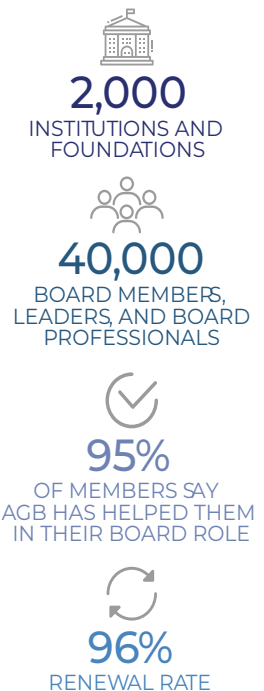 2,000
INSTITUTIONS AND
FOUNDATIONS
40,000
BOARD MEMBERS,
LEADERS, AND BOARD
PROFESSIONALS
95%
OF MEMBERS SAY
AGB HAS HELPED THEM
IN THEIR BOARD ROLE
96%
RENEWAL RATE